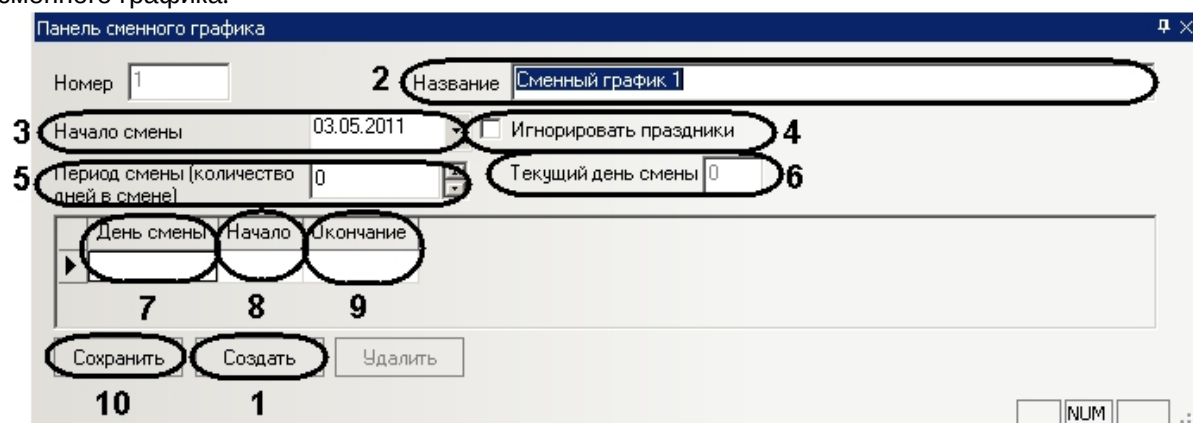 сменного графика.
Панель сменного графика
Номер 1 2 Название Сменный график 1
3 Начало смены 03.05.2011 Игнорировать праздники 4
5 Период смены (количество дней в смене) 0 Текущий день смены 0 6
День смены Начало Окончание
7 8 9
Сохранить Создать Удалить
10 1
NUM